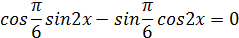 cos π/6 sin2x − sin π/6 cos2x = 0